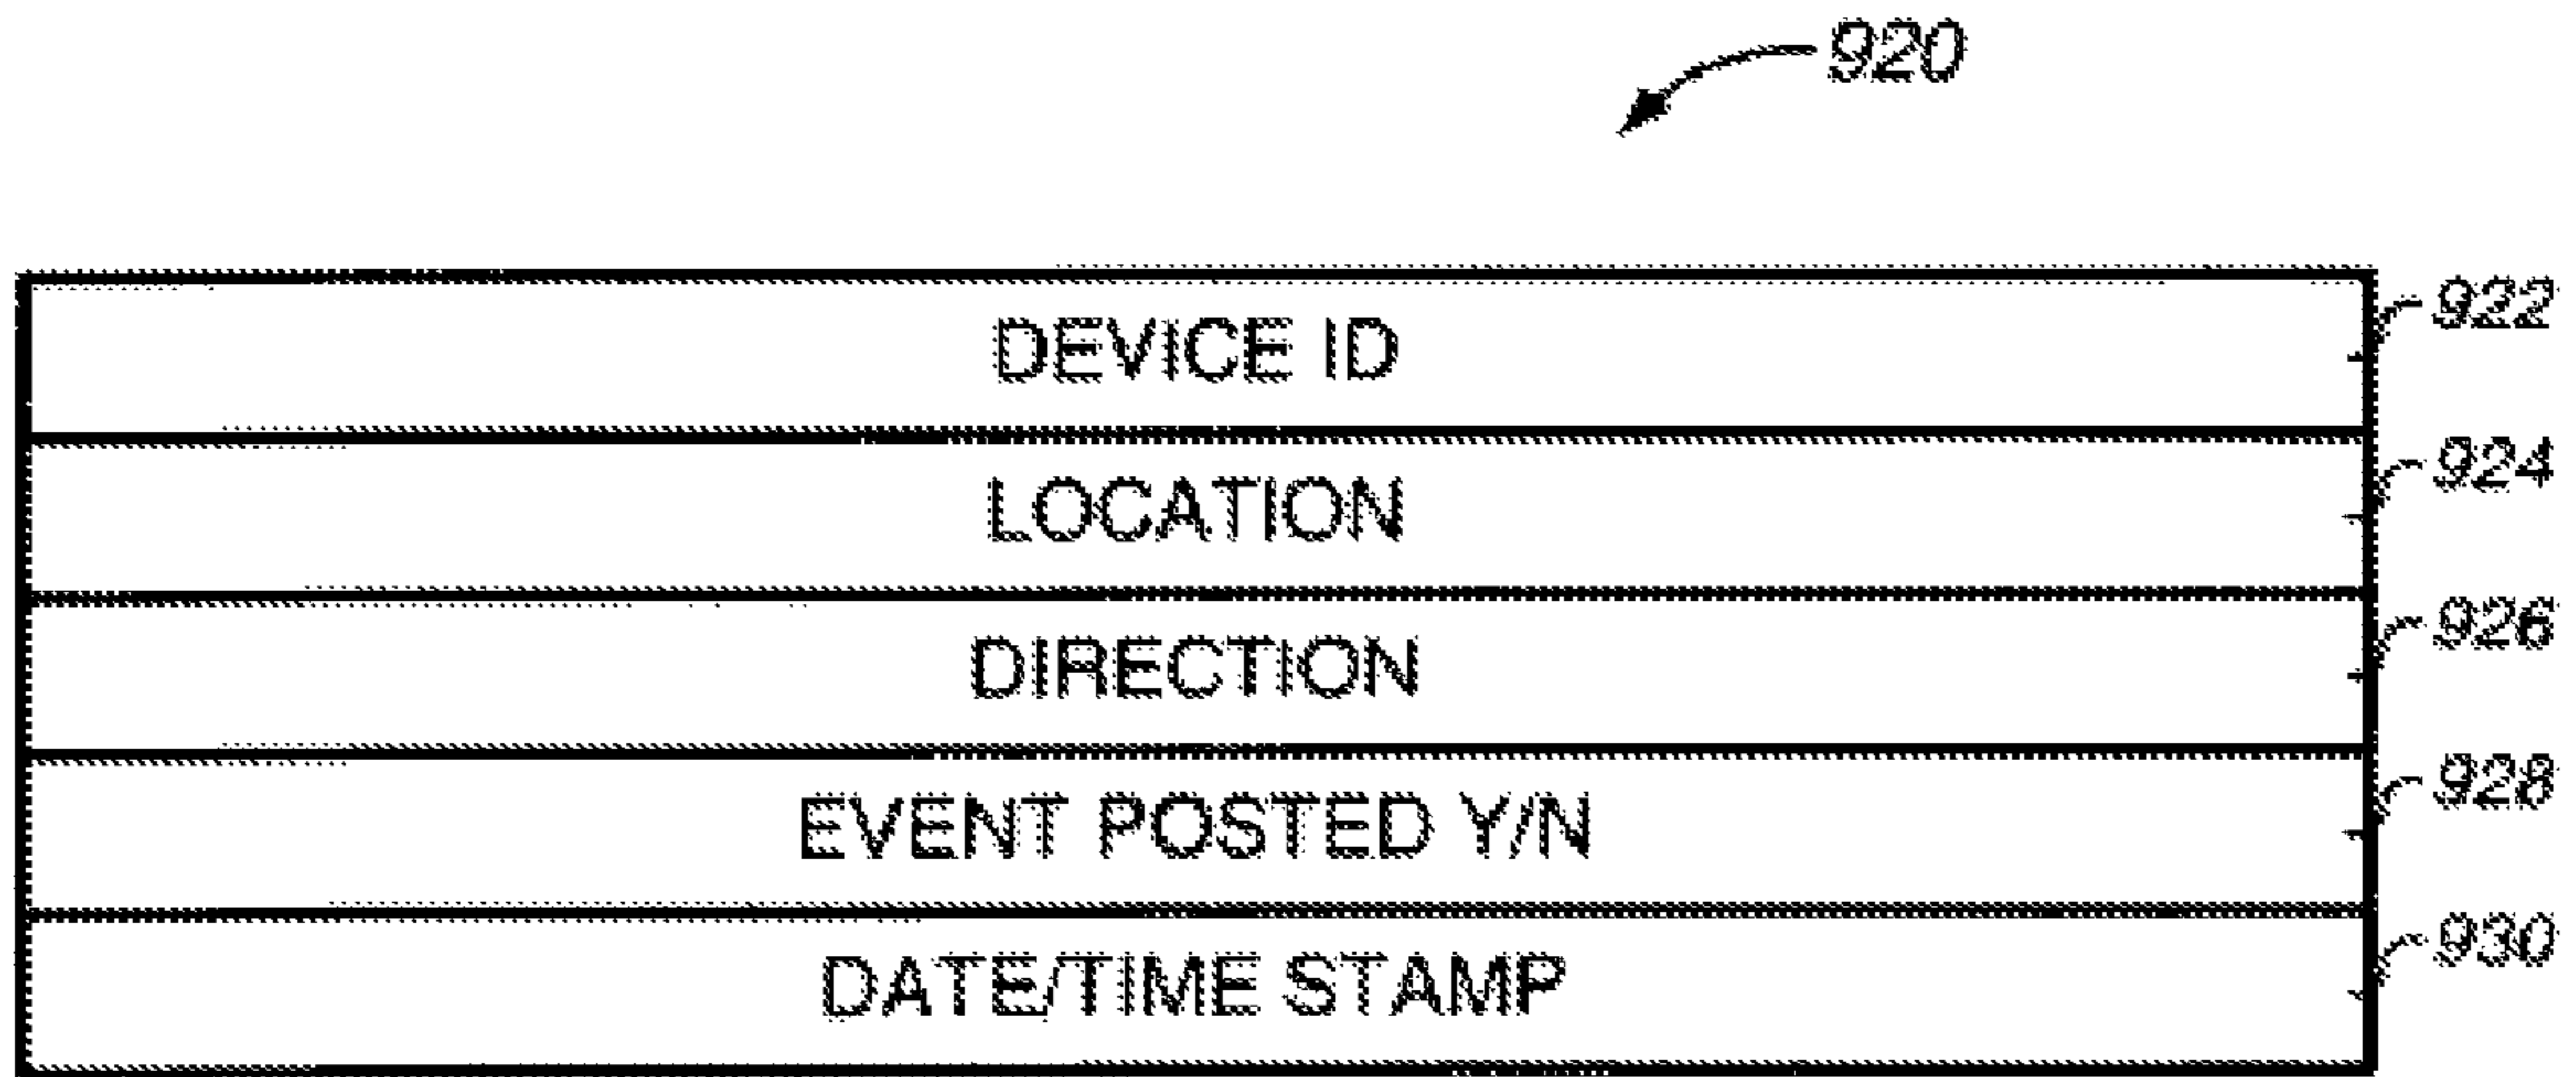 920
DEVICE ID 922
LOCATION 924
DIRECTION 926
EVENT POSTED Y/N 928
DATE/TIME STAMP 930